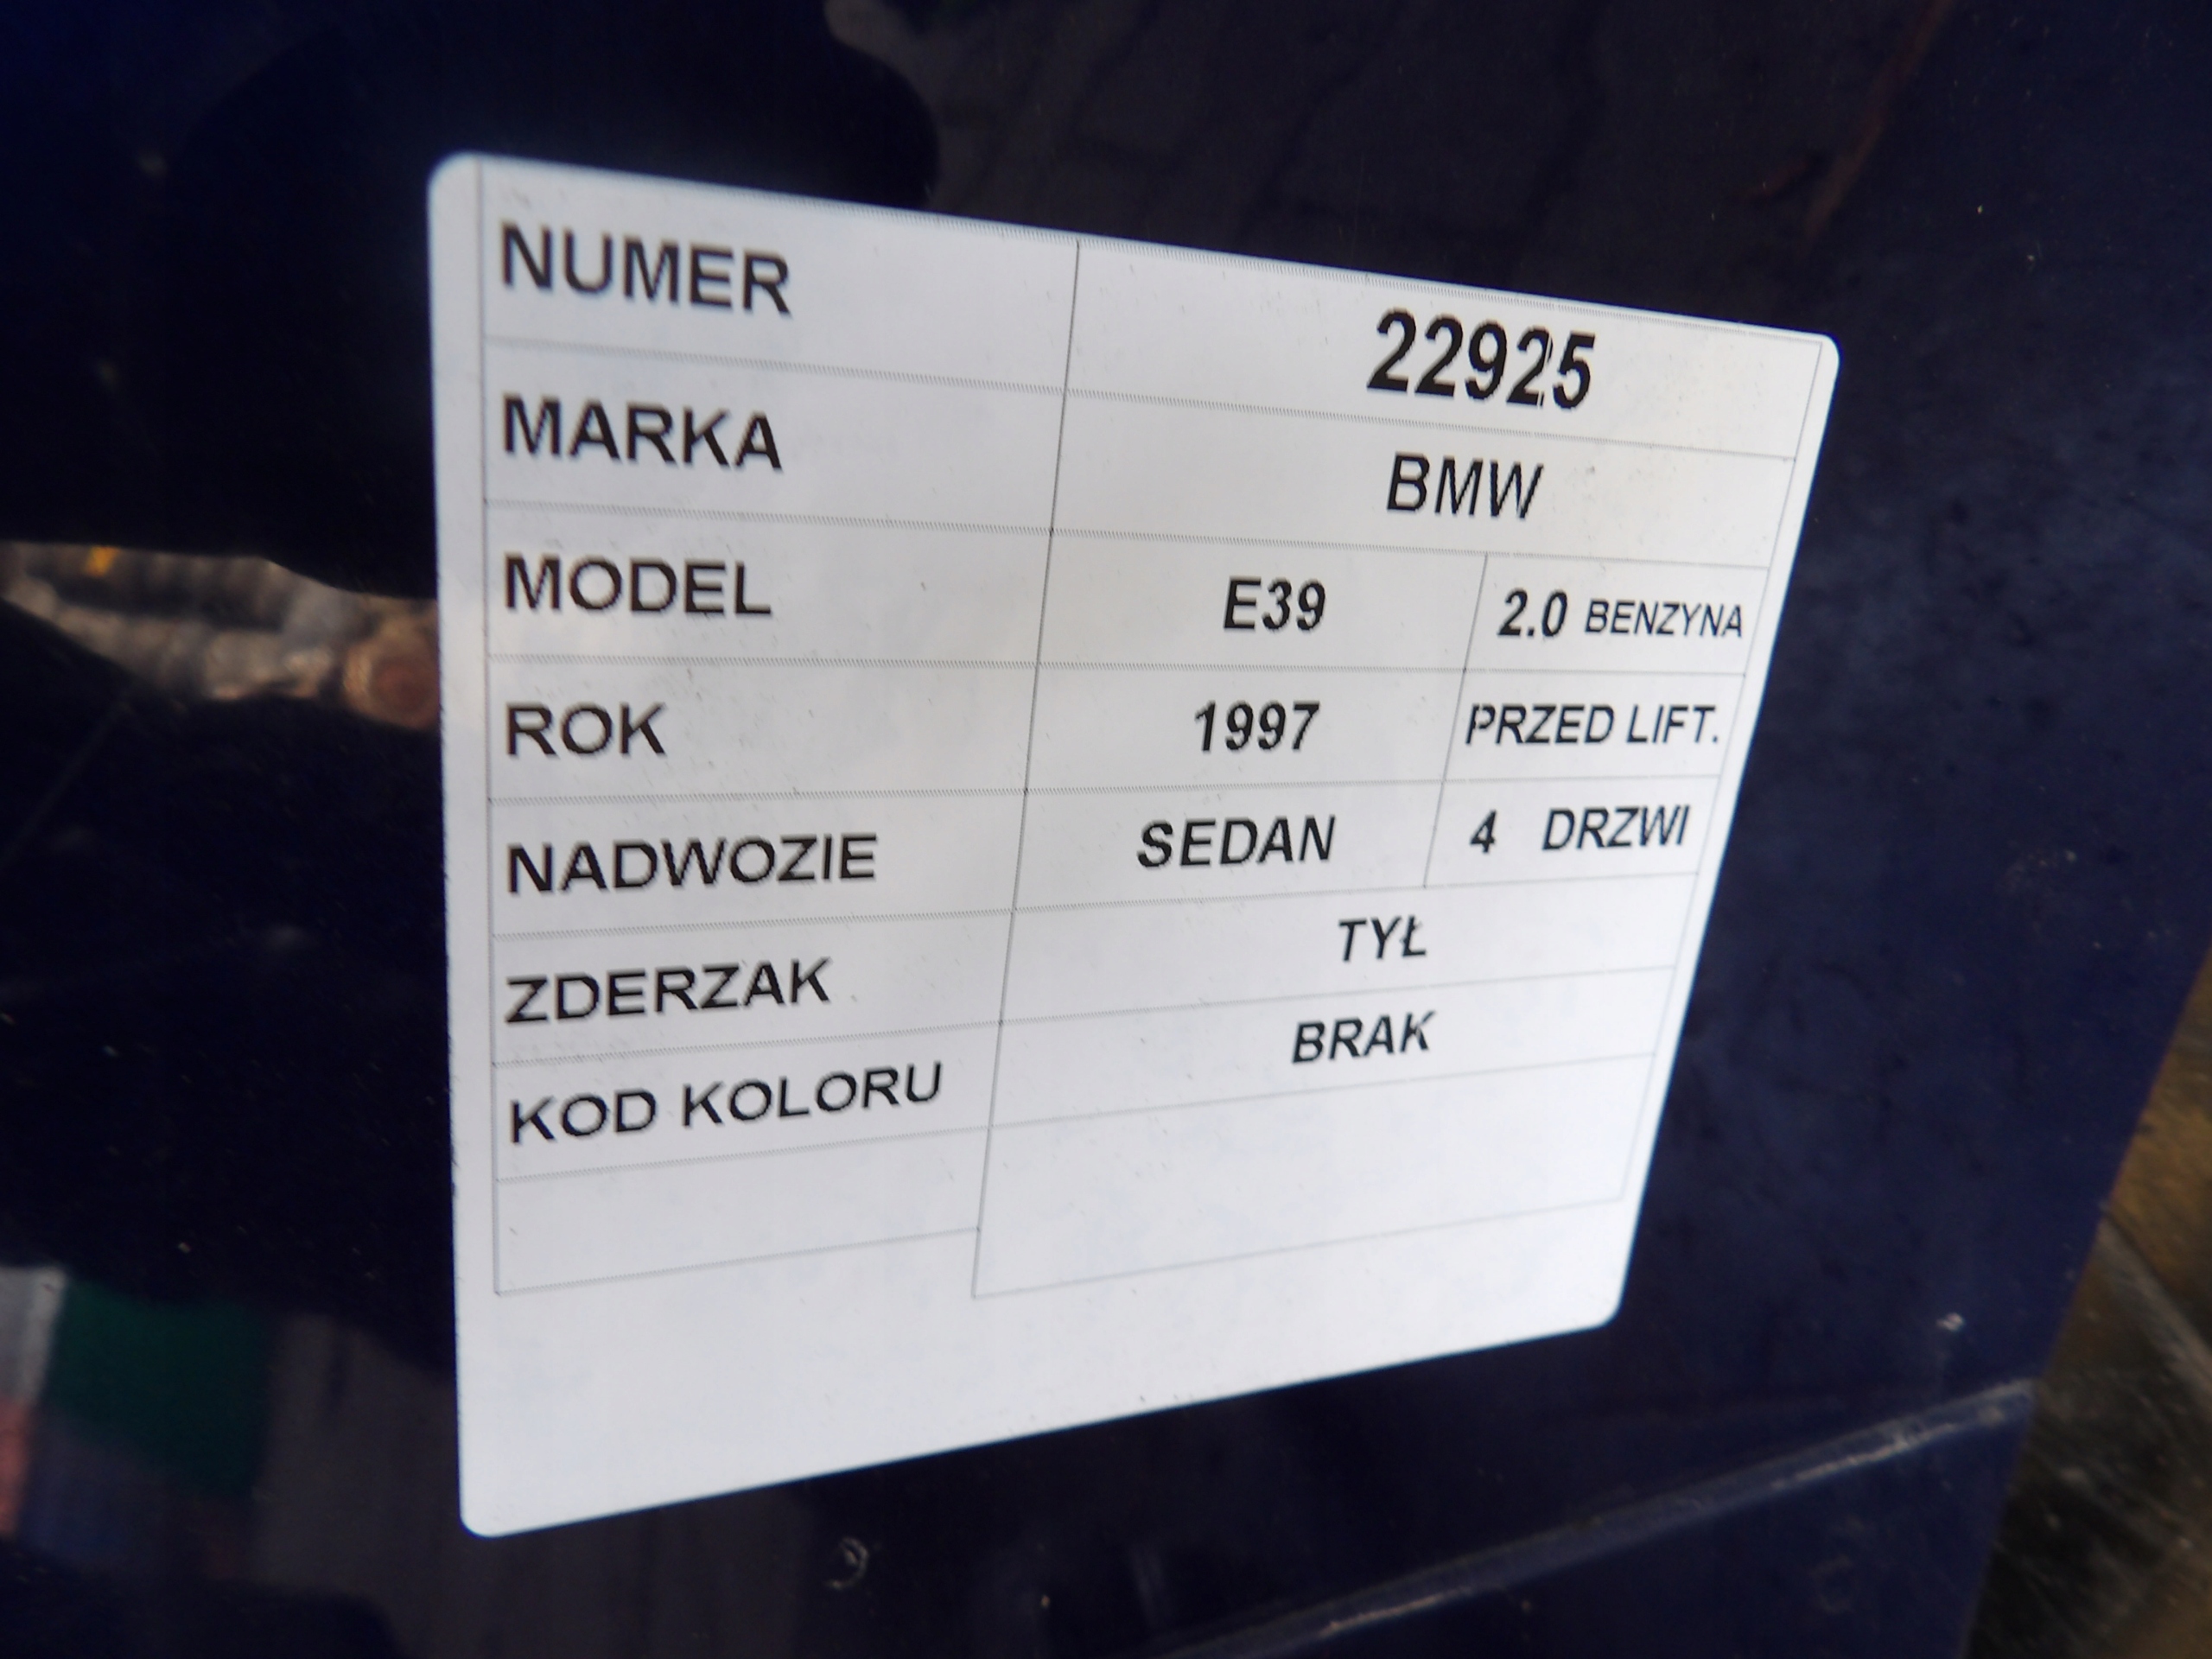 NUMER 22925
MARKA BMW
MODEL E39 2.0 BENZYNA
ROK 1997 PRZED LIFT.
NADWOZIE SEDAN 4 DRZWI
ZDERZAK TYŁ
KOD KOLORU BRAK